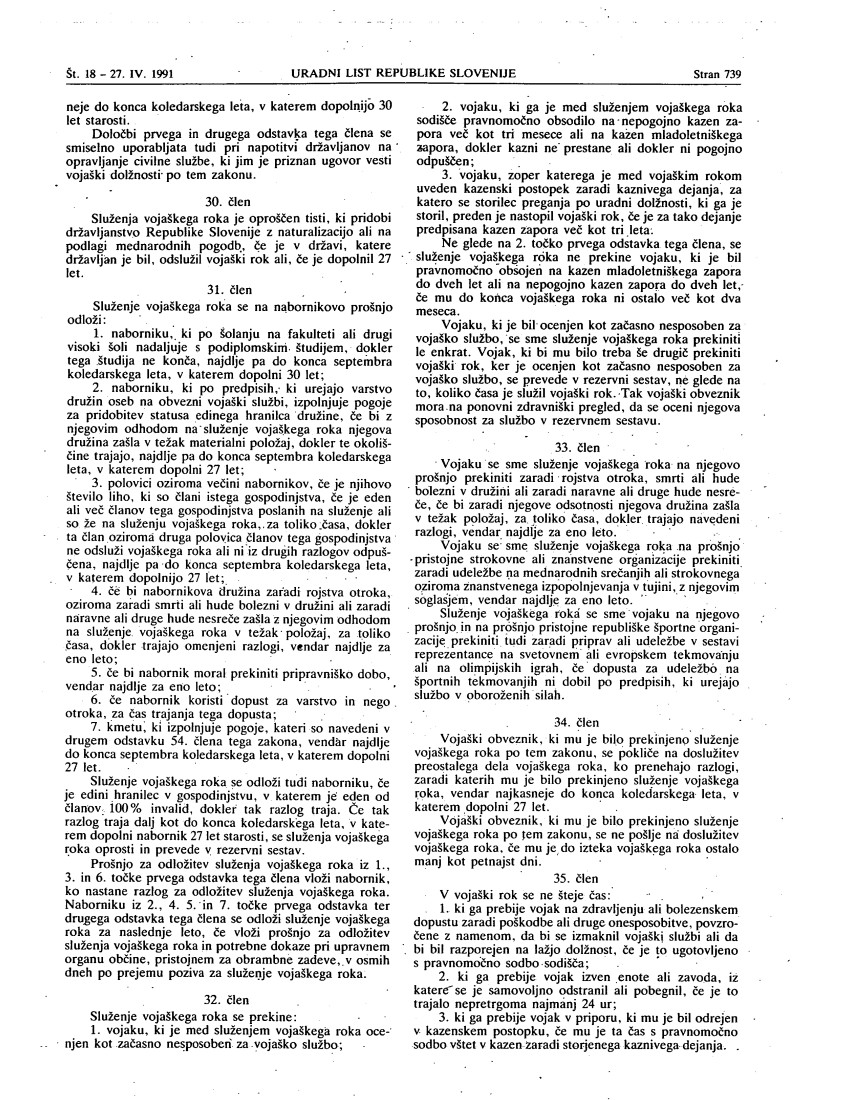 Št. 18 – 27. IV. 1991 URADNI LIST REPUBLIKE SLOVENIJE Stran 739
neje do konca koledarskega leta, v katerem dopolnijo 30
let starosti.
Določbi prvega in drugega odstavka tega člena se
smiselno uporabljata tudi pri napotitvi državljanov na
opravljanje civilne službe, ki jim je priznan ugovor vesti
vojaški dolžnosti po tem zakonu.
30. člen
Služenja vojaškega roka je oproščen tisti, ki pridobi
državljanstvo Republike Slovenije z naturalizacijo ali na
podlagi mednarodnih pogodb, če je v državi, katere
državljan je bil, odslužil vojaški rok ali, če je dopolnil 27
let.
31. člen
Služenje vojaškega roka se na nabornikovo prošnjo
odloži:
1. naborniku, ki po šolanju na fakulteti ali drugi
visoki šoli nadaljuje s podiplomskim študijem, dokler
tega študija ne konča, najdlje pa do konca septembra
koledarskega leta, v katerem dopolni 30 let;
2. naborniku, ki po predpisih, ki urejajo varstvo
družin oseb na obvezni vojaški službi, izpolnjuje pogoje
za pridobitev statusa edinega hranilca družine, če bi z
njegovim odhodom na služenje vojaškega roka njegova
družina zašla v težak materialni položaj, dokler te okoliš-
čine trajajo, najdlje pa do konca septembra koledarskega
leta, v katerem dopolni 27 let;
3. polovici oziroma večini nabornikov, če je njihovo
število liho, ki so člani istega gospodinjstva, če je eden
ali več članov tega gospodinjstva poslanih na služenje ali
so že na služenju vojaškega roka, za toliko časa, dokler
ta član oziroma druga polovica članov tega gospodinjstva
ne odsluži vojaškega roka ali ni iz drugih razlogov odpuš-
čena, najdlje pa do konca septembra koledarskega leta,
v katerem dopolnijo 27 let;
4. če bi nabornikova družina zaradi rojstva otroka,
oziroma zaradi smrti ali hude bolezni v družini ali zaradi
naravne ali druge hude nesreče zašla z njegovim odhodom
na služenje vojaškega roka v težak položaj, za toliko
časa, dokler trajajo omenjeni razlogi, vendar najdlje za
eno leto;
5. če bi nabornik moral prekiniti pripravniško dobo,
vendar najdlje za eno leto;
6. če nabornik koristi dopust za varstvo in nego
otroka, za čas trajanja tega dopusta;
7. kmetu, ki izpolnjuje pogoje, kateri so navedeni v
drugem odstavku 54. člena tega zakona, vendar najdlje
do konca septembra koledarskega leta, v katerem dopolni
27 let.
Služenje vojaškega roka se odloži tudi naborniku, če
je edini hranilec v gospodinjstvu, v katerem je eden od
članov 100% invalid, dokler tak razlog traja. Če tak
razlog traja dalj kot do konca koledarskega leta, v kate-
rem dopolni nabornik 27 let starosti, se služenja vojaškega
roka oprosti in prevede v rezervni sestav.
Prošnjo za odložitev služenja vojaškega roka iz 1.,
3. in 6. točke prvega odstavka tega člena vloži nabornik,
ko nastane razlog za odložitev služenja vojaškega roka.
Naborniku iz 2., 4. 5. in 7. točke prvega odstavka ter
drugega odstavka tega člena se odloži služenje vojaškega
roka za naslednje leto, če vloži prošnjo za odložitev
služenja vojaškega roka in potrebne dokaze pri upravnem
organu občine, pristojnem za obrambne zadeve, v osmih
dneh po prejemu poziva za služenje vojaškega roka.
32. člen
Služenje vojaškega roka se prekine:
1. vojaku, ki je med služenjem vojaškega roka oce-
njen kot začasno nesposoben za vojaško službo;
2. vojaku, ki ga je med služenjem vojaškega roka
sodišče pravnomočno obsodilo na nepogojno kazen za-
pora več kot tri mesece ali na kazen mladoletniškega
zapora, dokler kazni ne prestane ali dokler ni pogojno
odpuščen;
3. vojaku, zoper katerega je med vojaškim rokom
uveden kazenski postopek zaradi kaznivega dejanja, za
katero se storilec preganja po uradni dolžnosti, ki ga je
storil, preden je nastopil vojaški rok, če je za tako dejanje
predpisana kazen zapora več kot tri leta.
Ne glede na 2. točko prvega odstavka tega člena, se
služenje vojaškega roka ne prekine vojaku, ki je bil
pravnomočno obsojen na kazen mladoletniškega zapora
do dveh let ali na nepogojno kazen zapora do dveh let,
če mu do konca vojaškega roka ni ostalo več kot dva
meseca.
Vojaku, ki je bil ocenjen kot začasno nesposoben za
vojaško službo, se sme služenje vojaškega roka prekiniti
le enkrat. Vojak, ki bi mu bilo treba še drugič prekiniti
vojaški rok, ker je ocenjen kot začasno nesposoben za
vojaško službo, se prevede v rezervni sestav, ne glede na
to, koliko časa je služil vojaški rok. Tak vojaški obveznik
mora na ponovni zdravniški pregled, da se oceni njegova
sposobnost za službo v rezervnem sestavu.
33. člen
Vojaku se sme služenje vojaškega roka na njegovo
prošnjo prekiniti zaradi rojstva otroka, smrti ali hude
bolezni v družini ali zaradi naravne ali druge hude nesre-
če, če bi zaradi njegove odsotnosti njegova družina zašla
v težak položaj, za toliko časa, dokler trajajo navedeni
razlogi, vendar najdlje za eno leto.
Vojaku se sme služenje vojaškega roka na prošnjo
pristojne strokovne ali znanstvene organizacije prekiniti
zaradi udeležbe na mednarodnih srečanjih ali strokovnega
oziroma znanstvenega izpopolnjevanja v tujini, z njegovim
soglasjem, vendar najdlje za eno leto.
Služenje vojaškega roka se sme vojaku na njegovo
prošnjo in na prošnjo pristojne republiške športne organi-
zacije prekiniti tudi zaradi priprav ali udeležbe v sestavi
reprezentance na svetovnem ali evropskem tekmovanju
ali na olimpijskih igrah, če dopusta za udeležbo na
športnih tekmovanjih ni dobil po predpisih, ki urejajo
službo v oboroženih silah.
34. člen
Vojaški obveznik, ki mu je bilo prekinjeno služenje
vojaškega roka po tem zakonu, se pokliče na doslužitev
preostalega dela vojaškega roka, ko prenehajo razlogi,
zaradi katerih mu je bilo prekinjeno služenje vojaškega
roka, vendar najkasneje do konca koledarskega leta, v
katerem dopolni 27 let.
Vojaški obveznik, ki mu je bilo prekinjeno služenje
vojaškega roka po tem zakonu, se ne pošlje na doslužitev
vojaškega roka, če mu je do izteka vojaškega roka ostalo
manj kot petnajst dni.
35. člen
V vojaški rok se ne šteje čas:
1. ki ga prebije vojak na zdravljenju ali bolezenskem
dopustu zaradi poškodbe ali druge onesposobitve, povzro-
čene z namenom, da bi se izmaknil vojaški službi ali da
bi bil razporejen na lažjo dolžnost, če je to ugotovljeno
s pravnomočno sodbo sodišča;
2. ki ga prebije vojak izven enote ali zavoda, iz
katere se je samovoljno odstranil ali pobegnil, če je to
trajalo nepretrgoma najmanj 24 ur;
3. ki ga prebije vojak v priporu, ki mu je bil odrejen
v kazenskem postopku, če mu je ta čas s pravnomočno
sodbo vštet v kazen zaradi storjenega kaznivega dejanja.